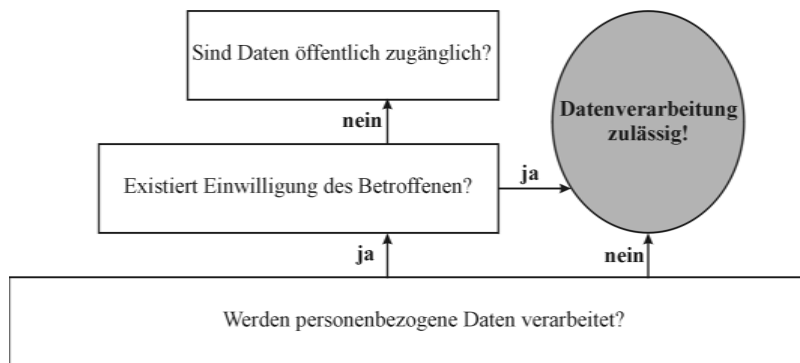 Sind Daten öffentlich zugänglich?
Datenverarbeitung
zulässig!
nein
Existiert Einwilligung des Betroffenen?
ja
ja
nein
Werden personenbezogene Daten verarbeitet?